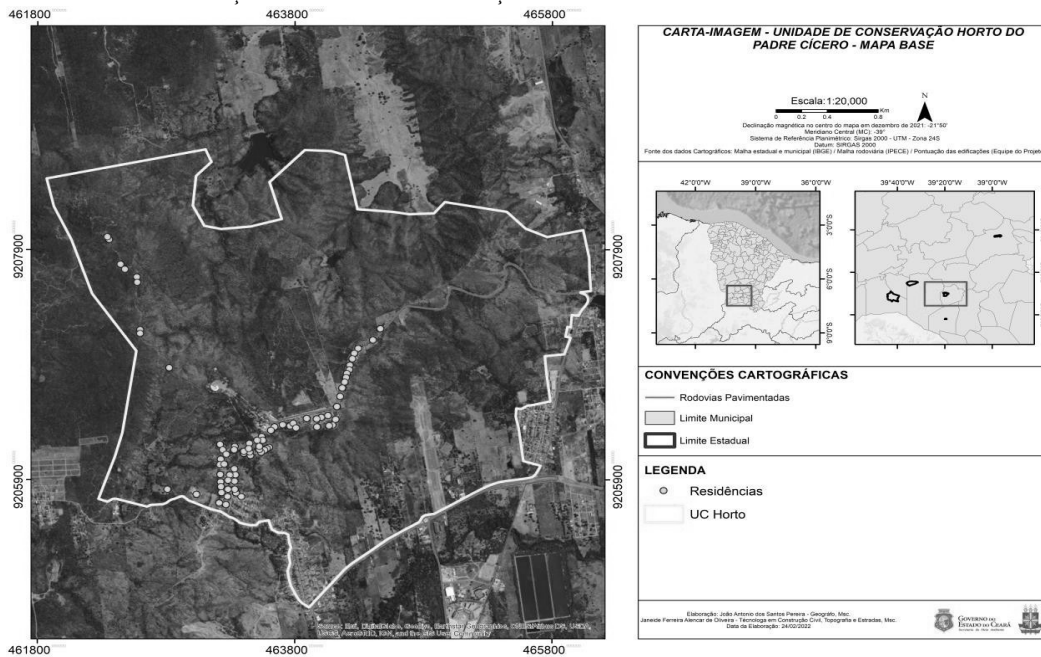 461800
463800
465800
9207900
9205900
9207900
9205900
461800
463800
465800
CARTA-IMAGEM - UNIDADE DE CONSERVAÇÃO HORTO DO
PADRE CÍCERO - MAPA BASE
Escala: 1:20,000
0 0.2 0.4 0.8 Km
N
Declinação magnética no centro do mapa em dezembro de 2021: -21°50'
Meridiano Central (MC): -39°
Sistema de Referência Planimétrico: Sirgas 2000 - UTM - Zona 24S
Datum: SIRGAS 2000
Fonte dos dados Cartográficos: Malha estadual e municipal (IBGE) / Malha rodoviária (IPECE) / Pontuação das edificações (Equipe do Projeto
42°0'0"W 39°0'0"W 36°0'0"W
3°0'0"S
6°0'0"S
9°0'0"S
39°40'0"W 39°20'0"W 39°0'0"W
CONVENÇÕES CARTOGRÁFICAS
Rodovias Pavimentadas
Limite Municipal
Limite Estadual
LEGENDA
Residências
UC Horto
Elaboração: João Antonio dos Santos Pereira - Geógrafo, Msc.
Janeide Ferreira Alencar de Oliveira - Tecnóloga em Construção Civil, Topografia e Estradas, Msc.
Data da Elaboração: 24/02/2022
GOVERNO DO
ESTADO DO CEARÁ
Secretaria do Meio Ambiente